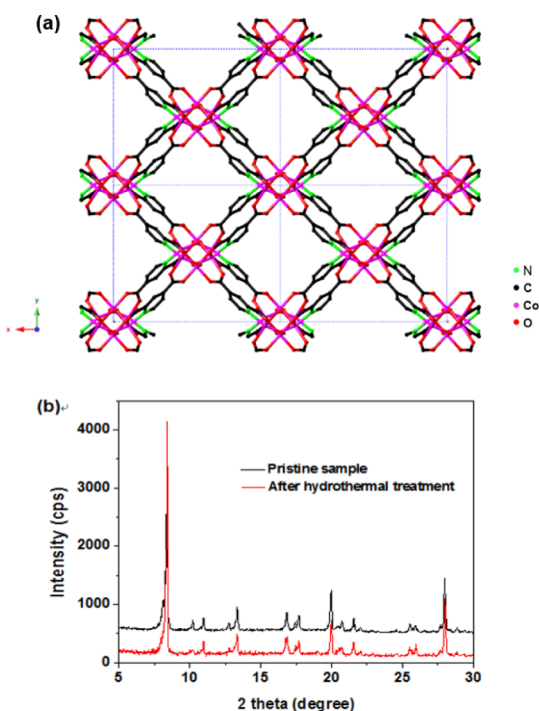 (a)
y
x
N
C
Co
O
(b)↵
4000
3000
2000
1000
0
Intensity (cps)
Pristine sample
After hydrothermal treatment
5 10 15 20 25 30
2 theta (degree)